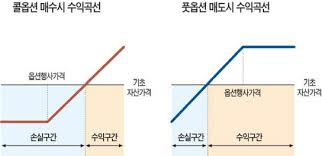 콜옵션 매수시 수익곡선
옵션행사가격
기초
자산가격
손실구간
수익구간
풋옵션 매도시 수익곡선
옵션행사가격
기초
자산가격
손실구간
수익구간